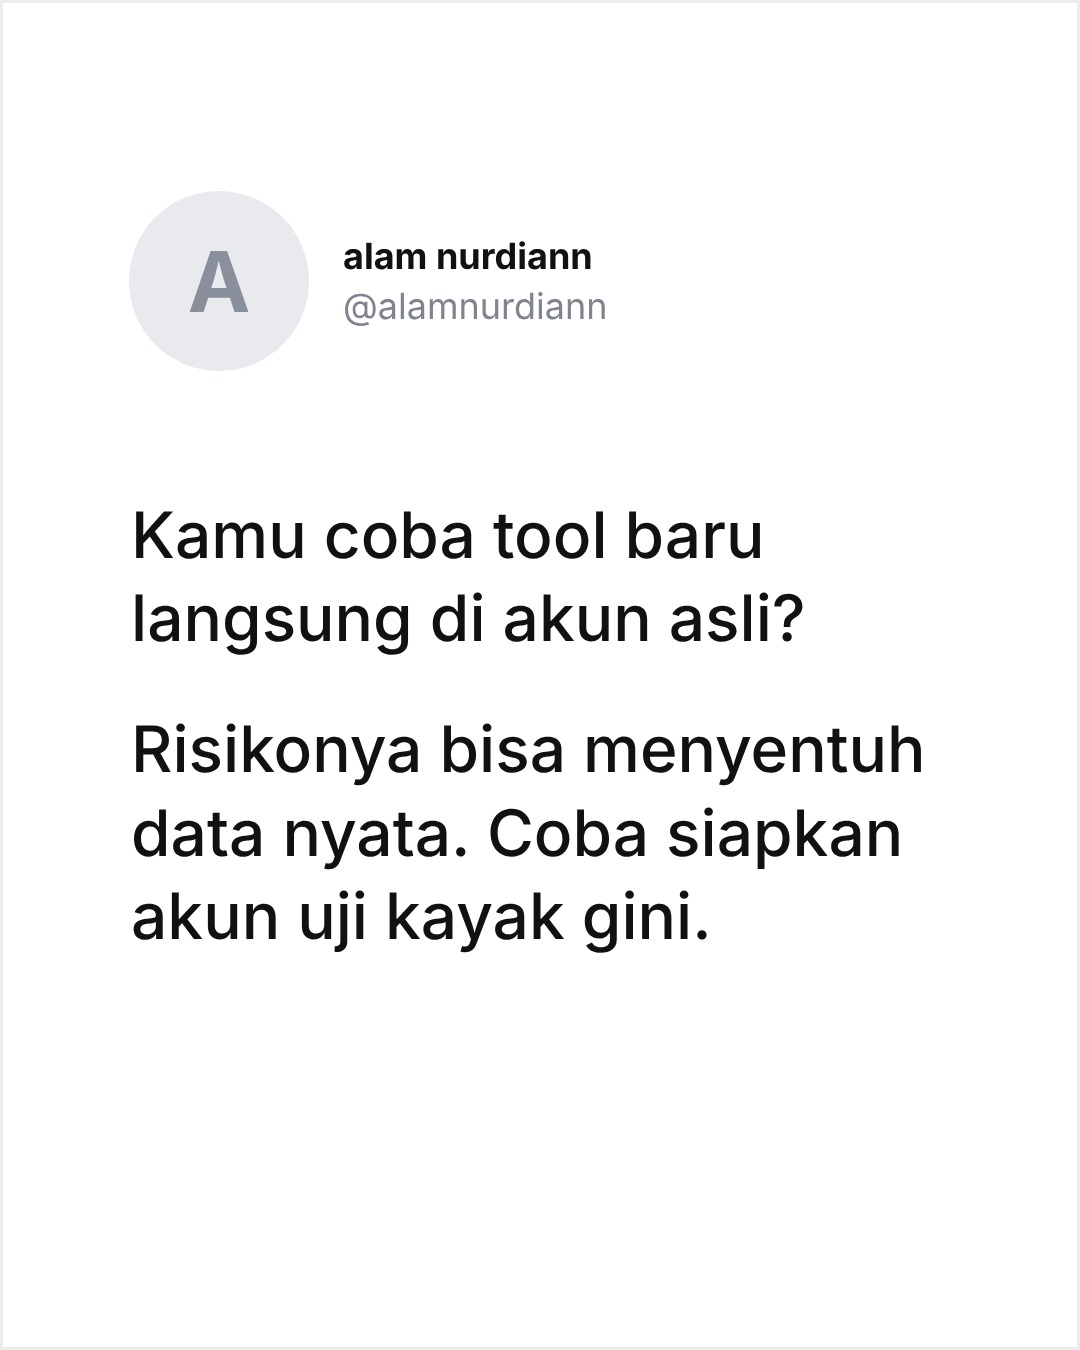 A
alam nurdiann
@alamnurdiann
Kamu coba tool baru
langsung di akun asli?
Risikonya bisa menyentuh
data nyata. Coba siapkan
akun uji kayak gini.